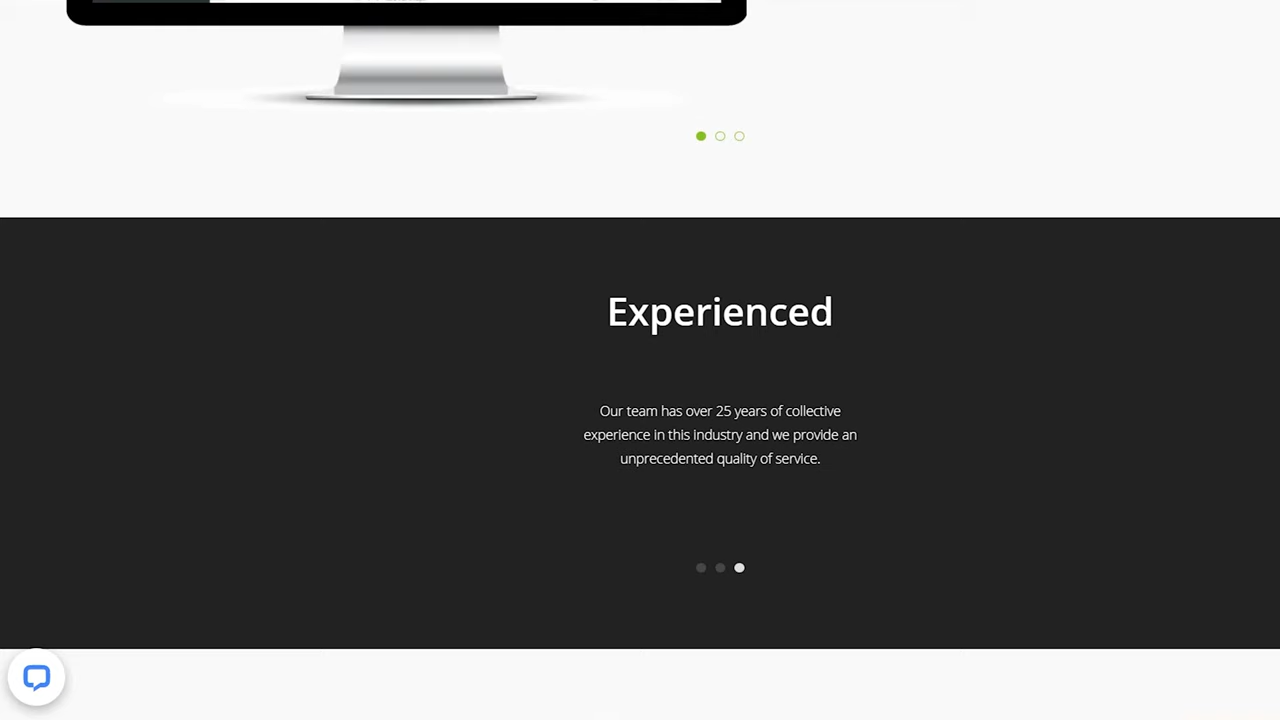 Experienced
Our team has over 25 years of collective
experience in this industry and we provide an
unprecedented quality of service.